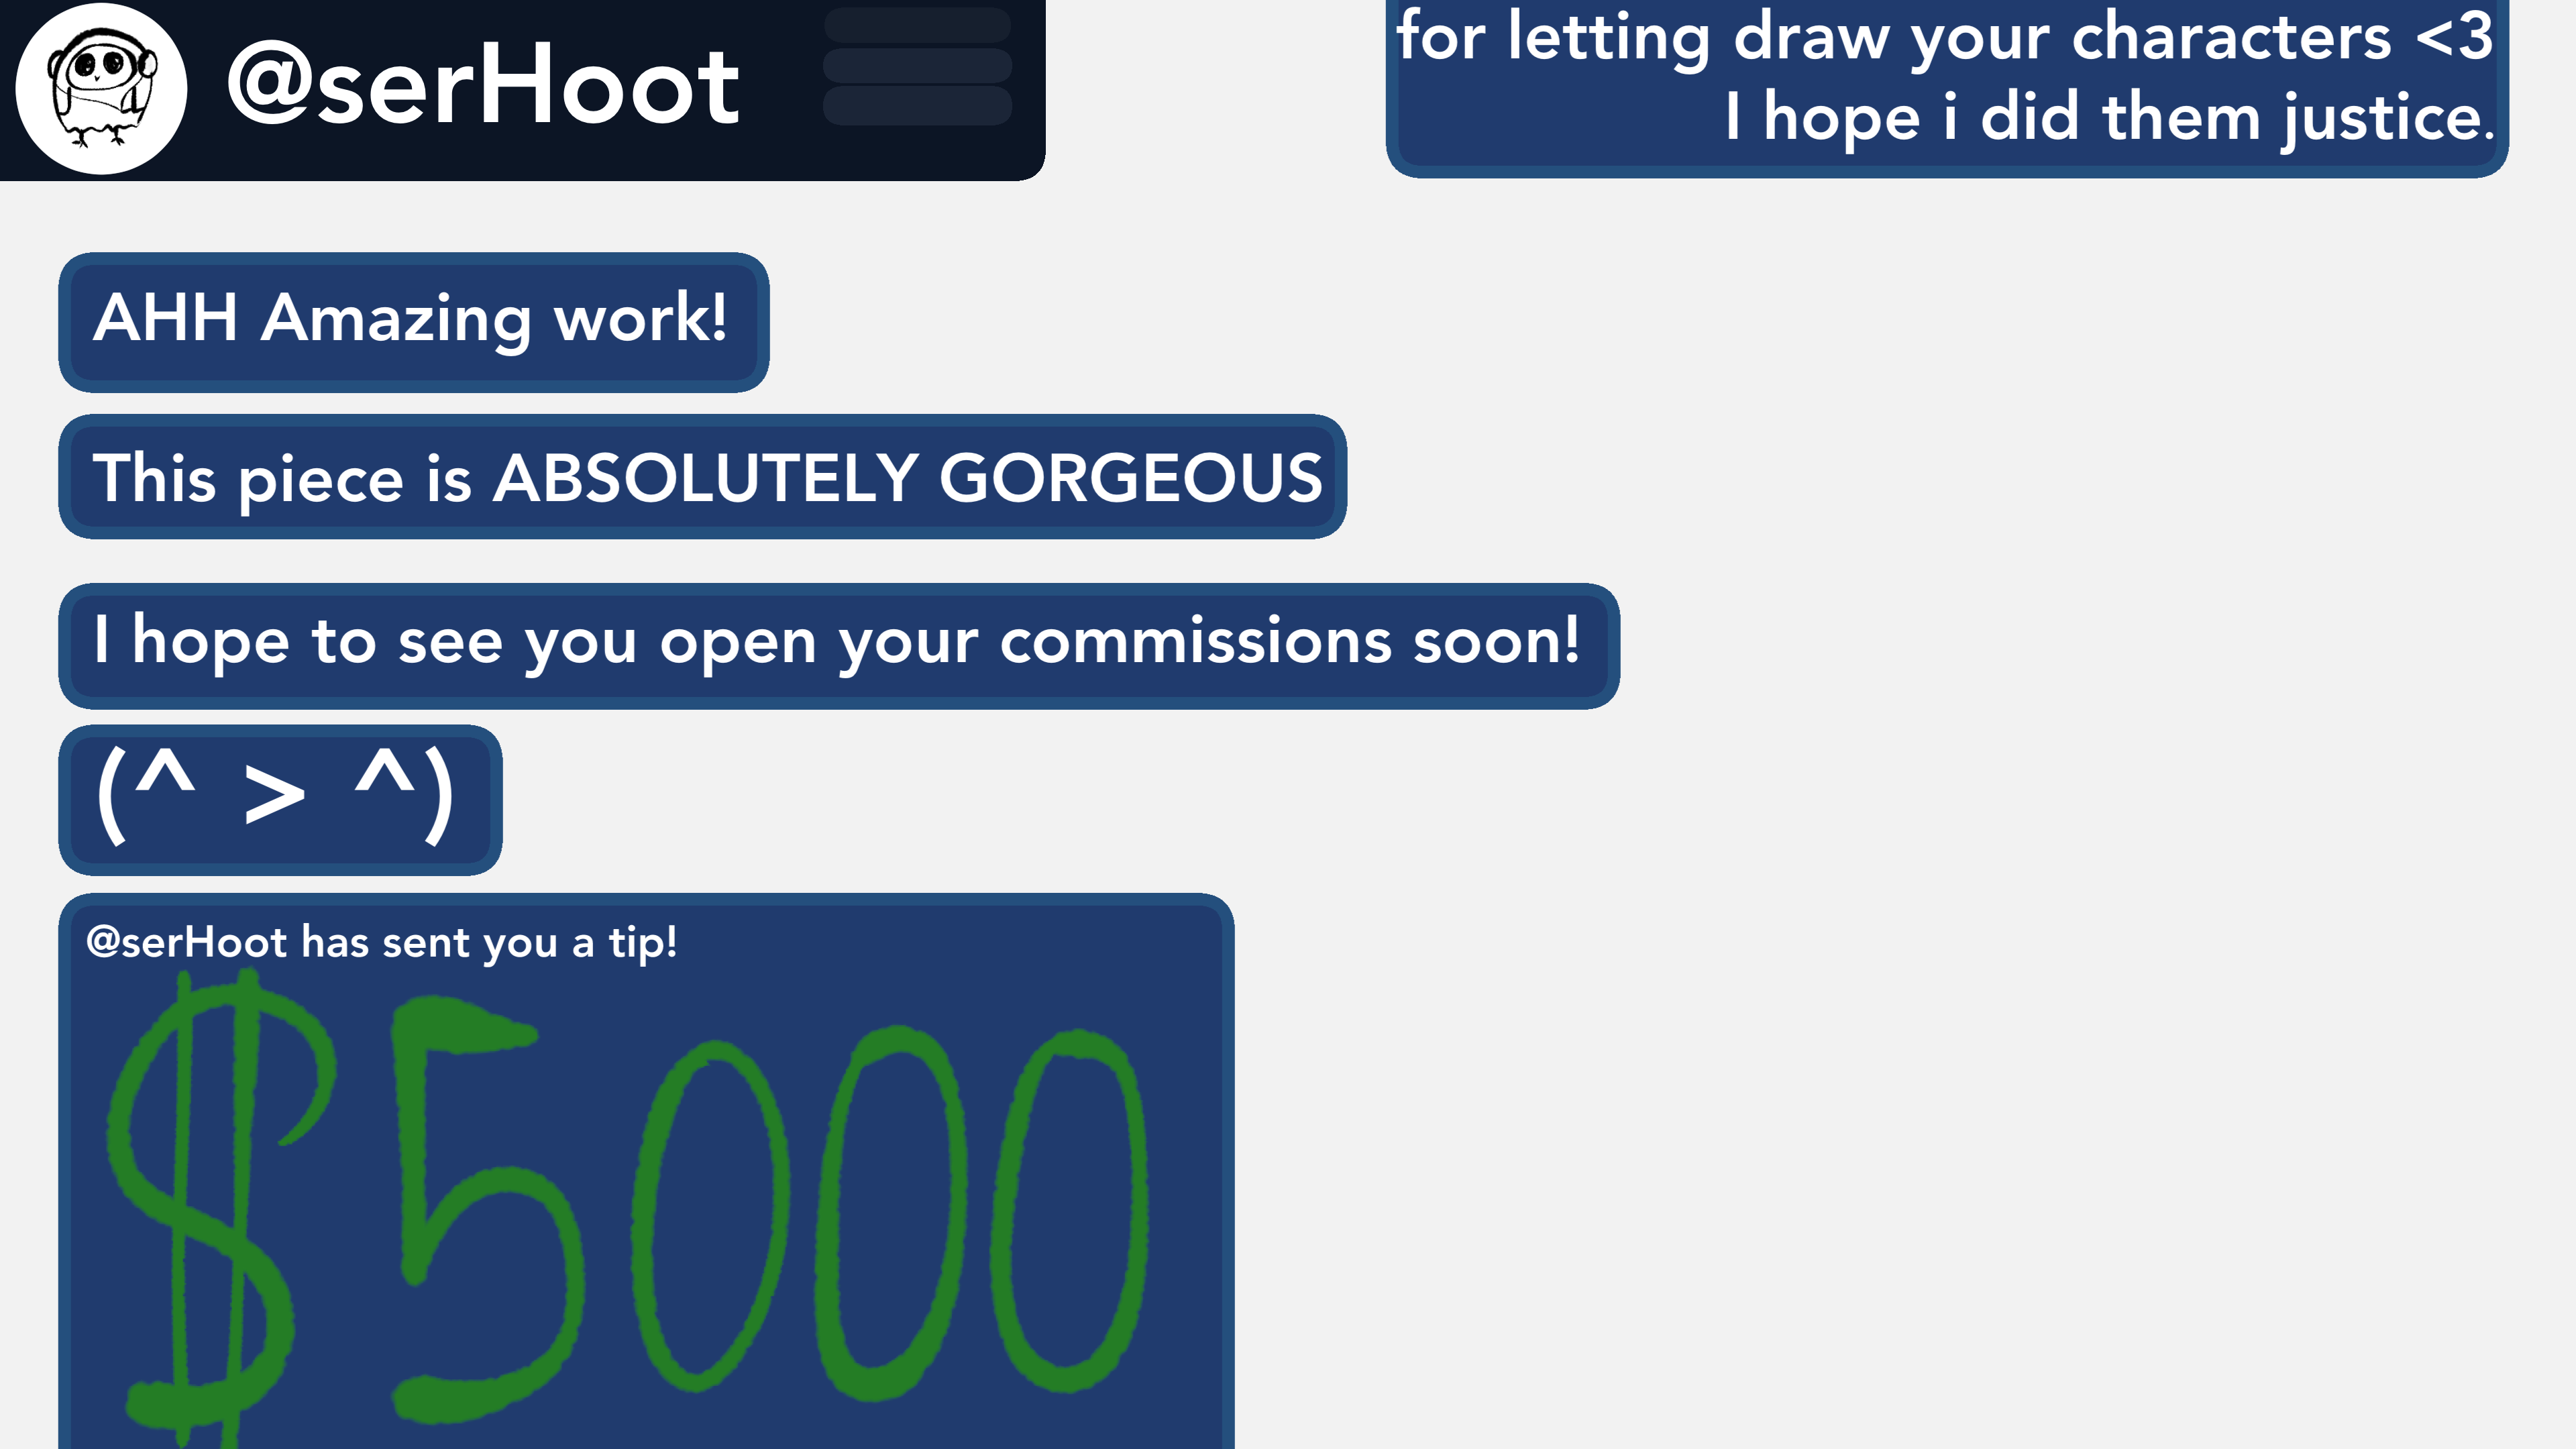 @serHoot
for letting draw your characters <3
I hope i did them justice.
AHH Amazing work!
This piece is ABSOLUTELY GORGEOUS
I hope to see you open your commissions soon!
(^ > ^)
@serHoot has sent you a tip!
$5000